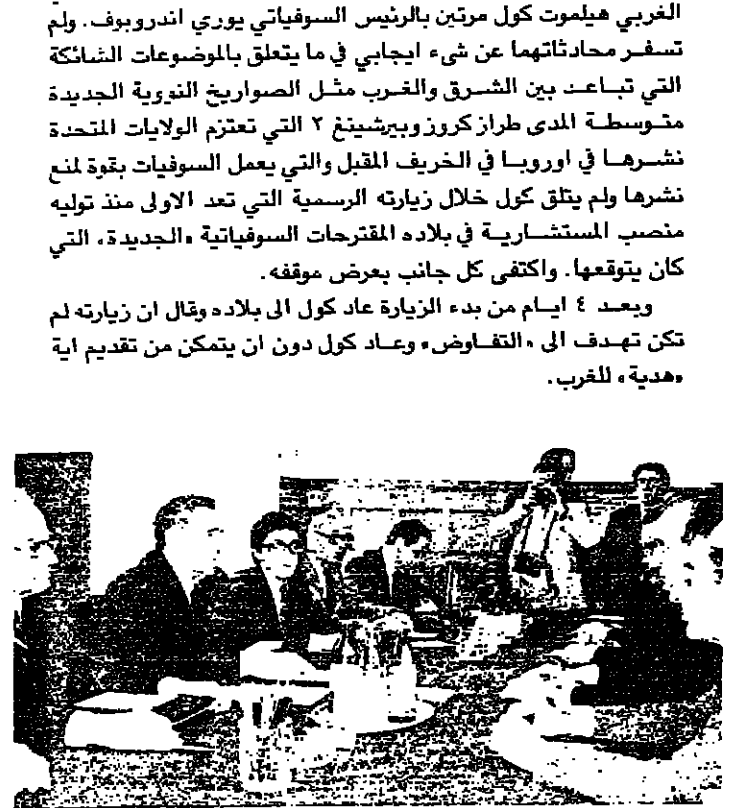 الغربي هيلموت كول مرتين بالرئيس السوفياتي يوري اندروبوف. ولم
تسفر محادثاتهما عن شيء ايجابي في ما يتعلق بالموضوعات الشائكة
التي تباعد بين الشرق والغرب مثل الصواريخ النووية الجديدة
متوسطة المدى طراز كروز وبيرشينغ ٢ التي تعتزم الولايات المتحدة
نشرها في اوروبا في الخريف المقبل والتي يعمل السوفيات بقوة لمنع
نشرها ولم يتلق كول خلال زيارته الرسمية التي تعد الاولى منذ توليه
منصب المستشارية في بلاده المقترحات السوفياتية «الجديدة» التي
كان يتوقعها. واكتفى كل جانب بعرض موقفه.
وبعد ٤ ايام من بدء الزيارة عاد كول الى بلاده وقال ان زيارته لم
تكن تهدف الى «التفاوض» وعاد كول دون ان يتمكن من تقديم اية
«هدية» للغرب.